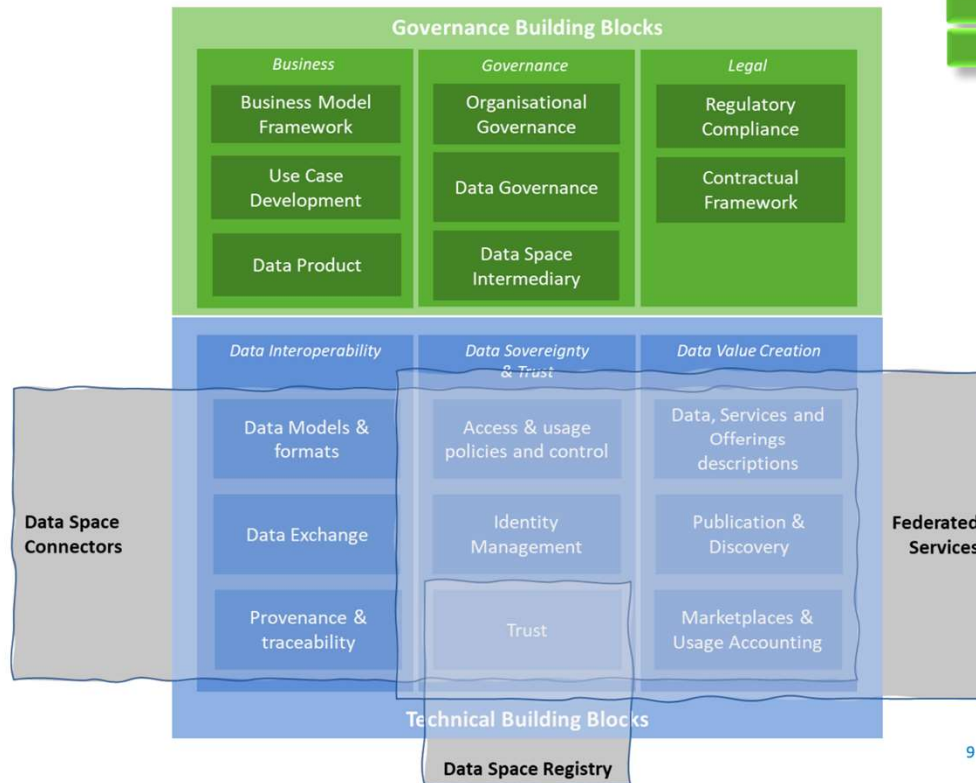 Governance Building Blocks
Business
Business Model
Framework
Use Case
Development
Data Product
Governance
Organisational
Governance
Data Governance
Data Space
Intermediary
Legal
Regulatory
Compliance
Contractual
Framework
Data Interoperability
Data Models &
formats
Data Exchange
Provenance &
traceability
Data Sovereignty
& Trust
Access & usage
policies and control
Identity
Management
Trust
Data Value Creation
Data, Services and
Offerings
descriptions
Publication &
Discovery
Marketplaces &
Usage Accounting
Data Space
Connectors
Federated
Services
Technical Building Blocks
Data Space Registry
9